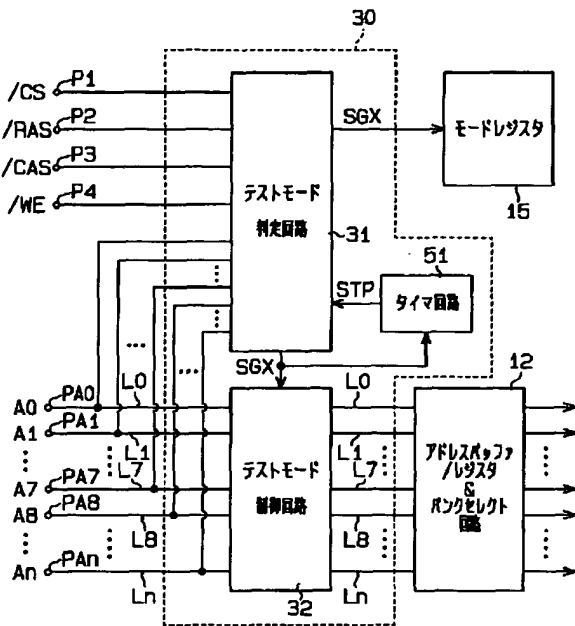 30
/CS
P1
/RAS
P2
/CAS
P3
/WE
P4
テストモード
判定回路
31
SGX
モードレジスタ
15
51
STP
タイマ回路
SGX
12
A0
PA0
L0
L0
A1
PA1
L1
L1
A7
PA7
L7
L7
A8
PA8
L8
L8
An
PAn
Ln
Ln
テストモード
制御回路
32
アドレスバッファ
/レジスタ
&
バンクセレクト
回路